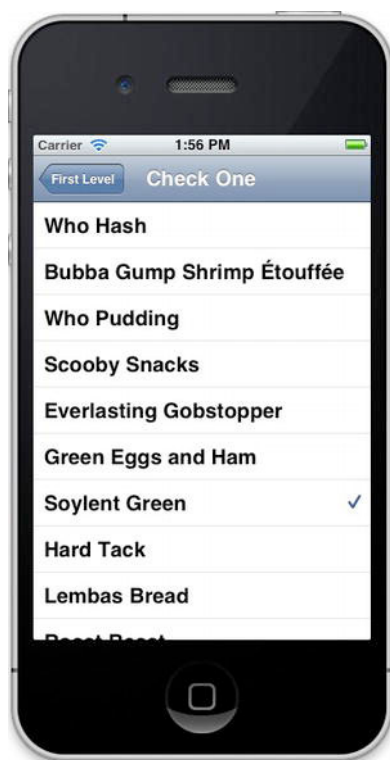 Carrier 1:56 PM
First Level Check One
Who Hash
Bubba Gump Shrimp Étouffée
Who Pudding
Scooby Snacks
Everlasting Gobstopper
Green Eggs and Ham
Soylent Green
Hard Tack
Lembas Bread